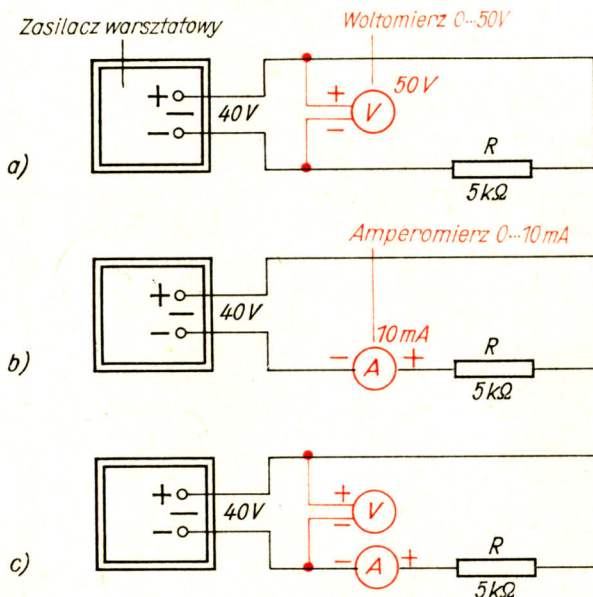 Zasilacz warsztatowy
Woltomierz 0...50V
+
−
40V
+
−
50V
V
R
5kΩ
a)
Amperomierz 0...10mA
+
−
40V
10mA
−
A
+
R
5kΩ
b)
+
−
40V
+
−
V
−
A
+
R
5kΩ
c)